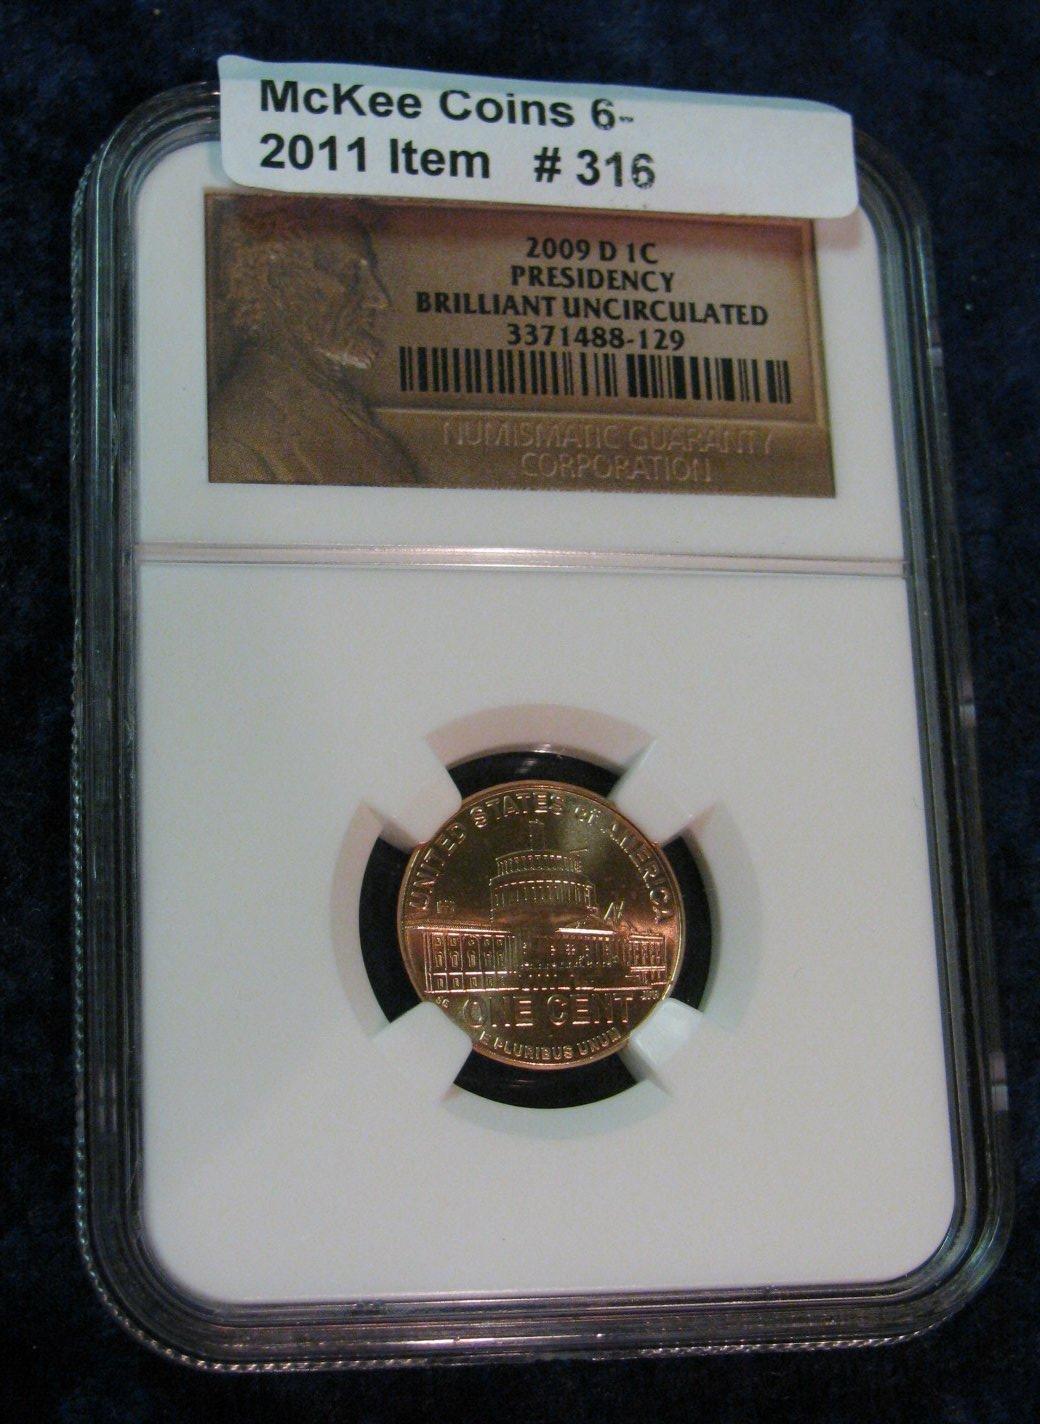 McKee Coins 6-
2011 Item # 316
2009 D 1C
PRESIDENCY
BRILLIANT UNCIRCULATED
3371488-129
NUMISMATIC GUARANTY
CORPORATION
UNITED STATES of AMERICA
ONE CENT
E PLURIBUS UNUM